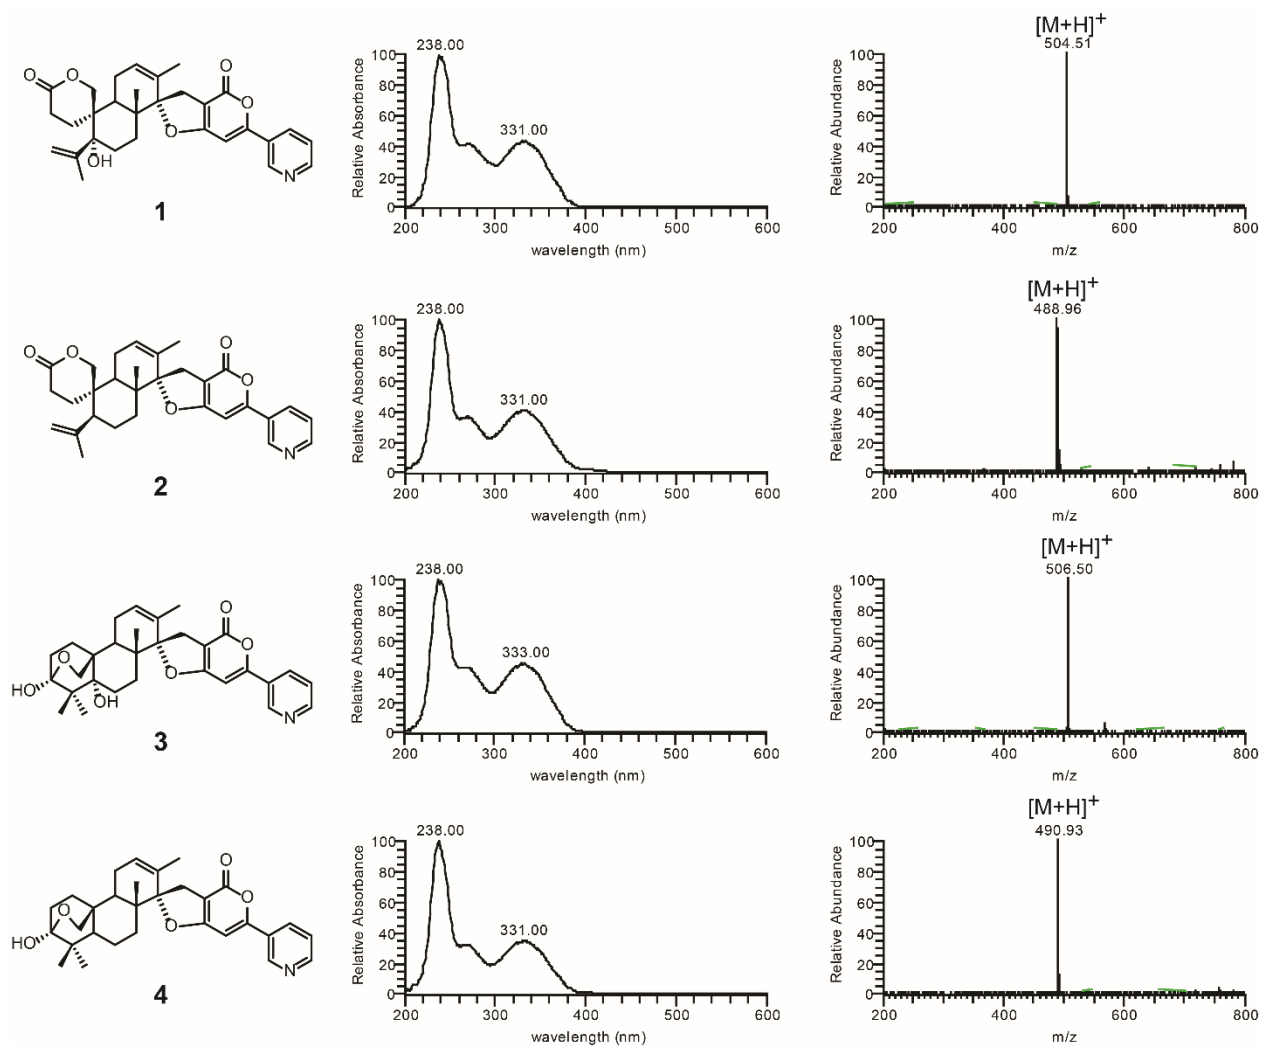 [M+H]+
238.00
504.51
O
O
O
O
O
OH
N
1
Relative Absorbance
100
80
60
40
20
0
331.00
200
300
400
500
600
wavelength (nm)
Relative Abundance
100
80
60
40
20
0
200
400
600
800
m/z
[M+H]+
238.00
488.96
O
O
O
O
O
N
2
Relative Absorbance
100
80
60
40
20
0
331.00
200
300
400
500
600
wavelength (nm)
Relative Abundance
100
80
60
40
20
0
200
400
600
800
m/z
[M+H]+
238.00
506.50
O
O
O
O
HO
OH
N
3
Relative Absorbance
100
80
60
40
20
0
333.00
200
300
400
500
600
wavelength (nm)
Relative Abundance
100
80
60
40
20
0
200
400
600
800
m/z
[M+H]+
238.00
490.93
O
O
O
O
HO
N
4
Relative Absorbance
100
80
60
40
20
0
331.00
200
300
400
500
600
wavelength (nm)
Relative Abundance
100
80
60
40
20
0
200
400
600
800
m/z